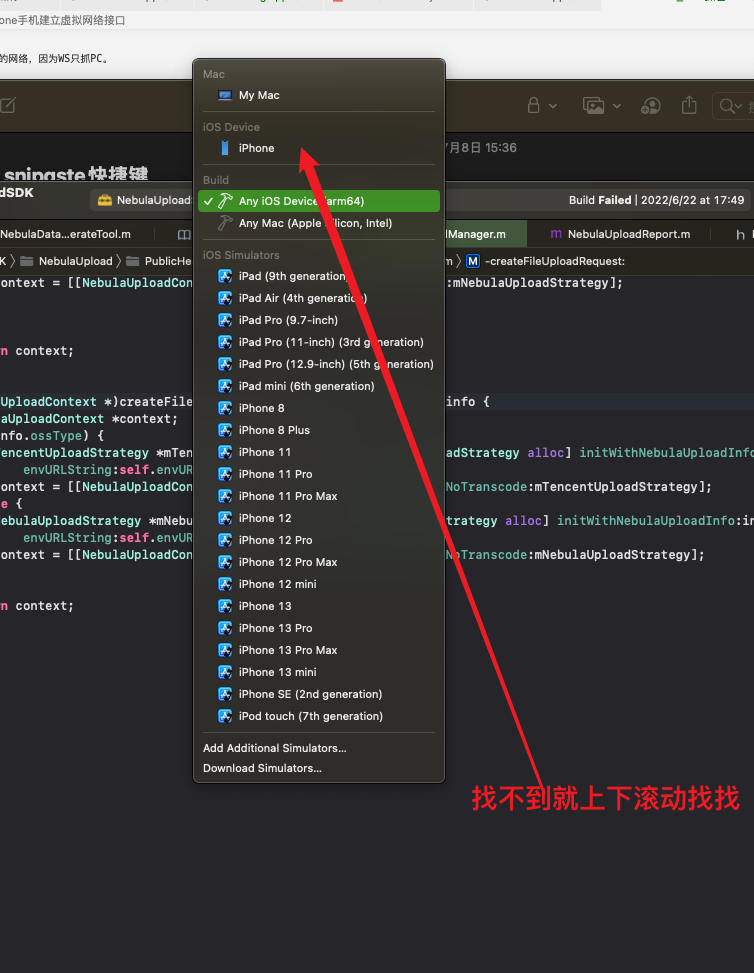 one手机建立虚拟网络接口
的网络，因为WS只抓PC。
7月8日 15:36
snipaste 快捷键
dSDK
NebulaUpload
Build Failed | 2022/6/22 at 17:49
NebulaData...erateTool.m
Manager.m
m NebulaUploadReport.m
h
K 〉 NebulaUpload 〉 PublicHe
m 〉 M -createFileUploadRequest:
ontext = [[NebulaUploadCon
:mNebulaUploadStrategy];
n context;
UploadContext *)createFile
info {
aUploadContext *context;
nfo.ossType) {
encentUploadStrategy *mTen
adStrategy alloc] initWithNebulaUploadInfo
envURLString:self.envUR
ontext = [[NebulaUploadCon
NoTranscode:mTencentUploadStrategy];
e {
ebulaUploadStrategy *mNebu
trategy alloc] initWithNebulaUploadInfo:in
envURLString:self.envUR
ontext = [[NebulaUploadCon
NoTranscode:mNebulaUploadStrategy];
n context;
Mac
My Mac
iOS Device
iPhone
Build
Any iOS Device (arm64)
Any Mac (Apple Silicon, Intel)
iOS Simulators
iPad (9th generation)
iPad Air (4th generation)
iPad Pro (9.7-inch)
iPad Pro (11-inch) (3rd generation)
iPad Pro (12.9-inch) (5th generation)
iPad mini (6th generation)
iPhone 8
iPhone 8 Plus
iPhone 11
iPhone 11 Pro
iPhone 11 Pro Max
iPhone 12
iPhone 12 Pro
iPhone 12 Pro Max
iPhone 12 mini
iPhone 13
iPhone 13 Pro
iPhone 13 Pro Max
iPhone 13 mini
iPhone SE (2nd generation)
iPod touch (7th generation)
Add Additional Simulators...
Download Simulators...
找不到就上下滚动找找